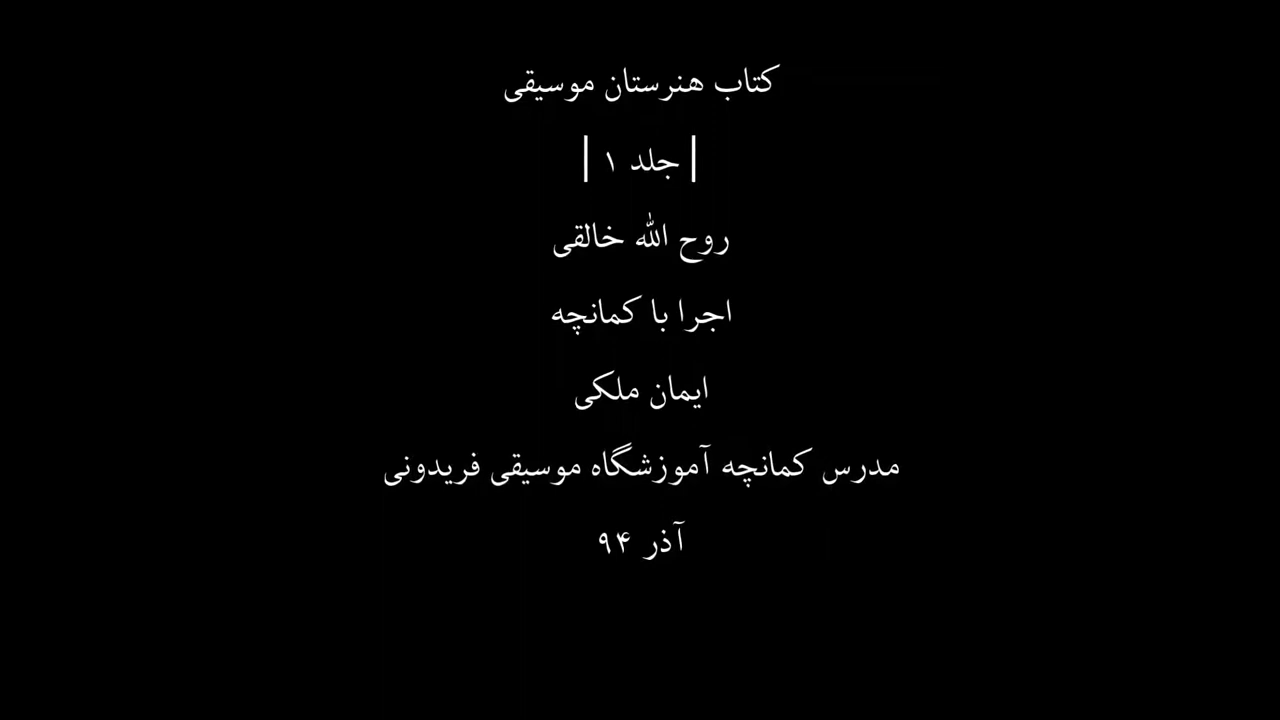 کتاب هنرستان موسیقی
| جلد ۱ |
روح الله خالقی
اجرا با کمانچه
ایمان ملکی
مدرس کمانچه آموزشگاه موسیقی فریدونی
آذر ۹۴